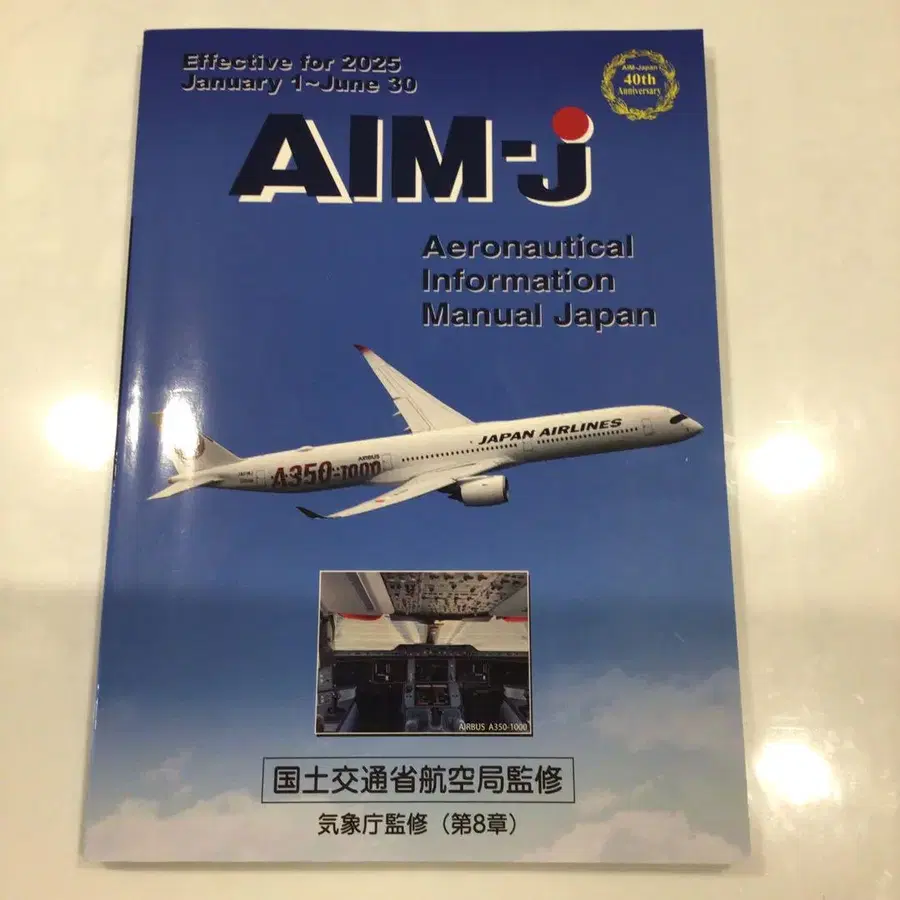 Effective for 2025
January 1~June 30
AIM-Japan
40th
Anniversary
AIM-J
Aeronautical
Information
Manual Japan
JAPAN AIRLINES
AIRBUS
A350-1000
AIRBUS A350-1000
国土交通省航空局監修
気象庁監修（第8章）